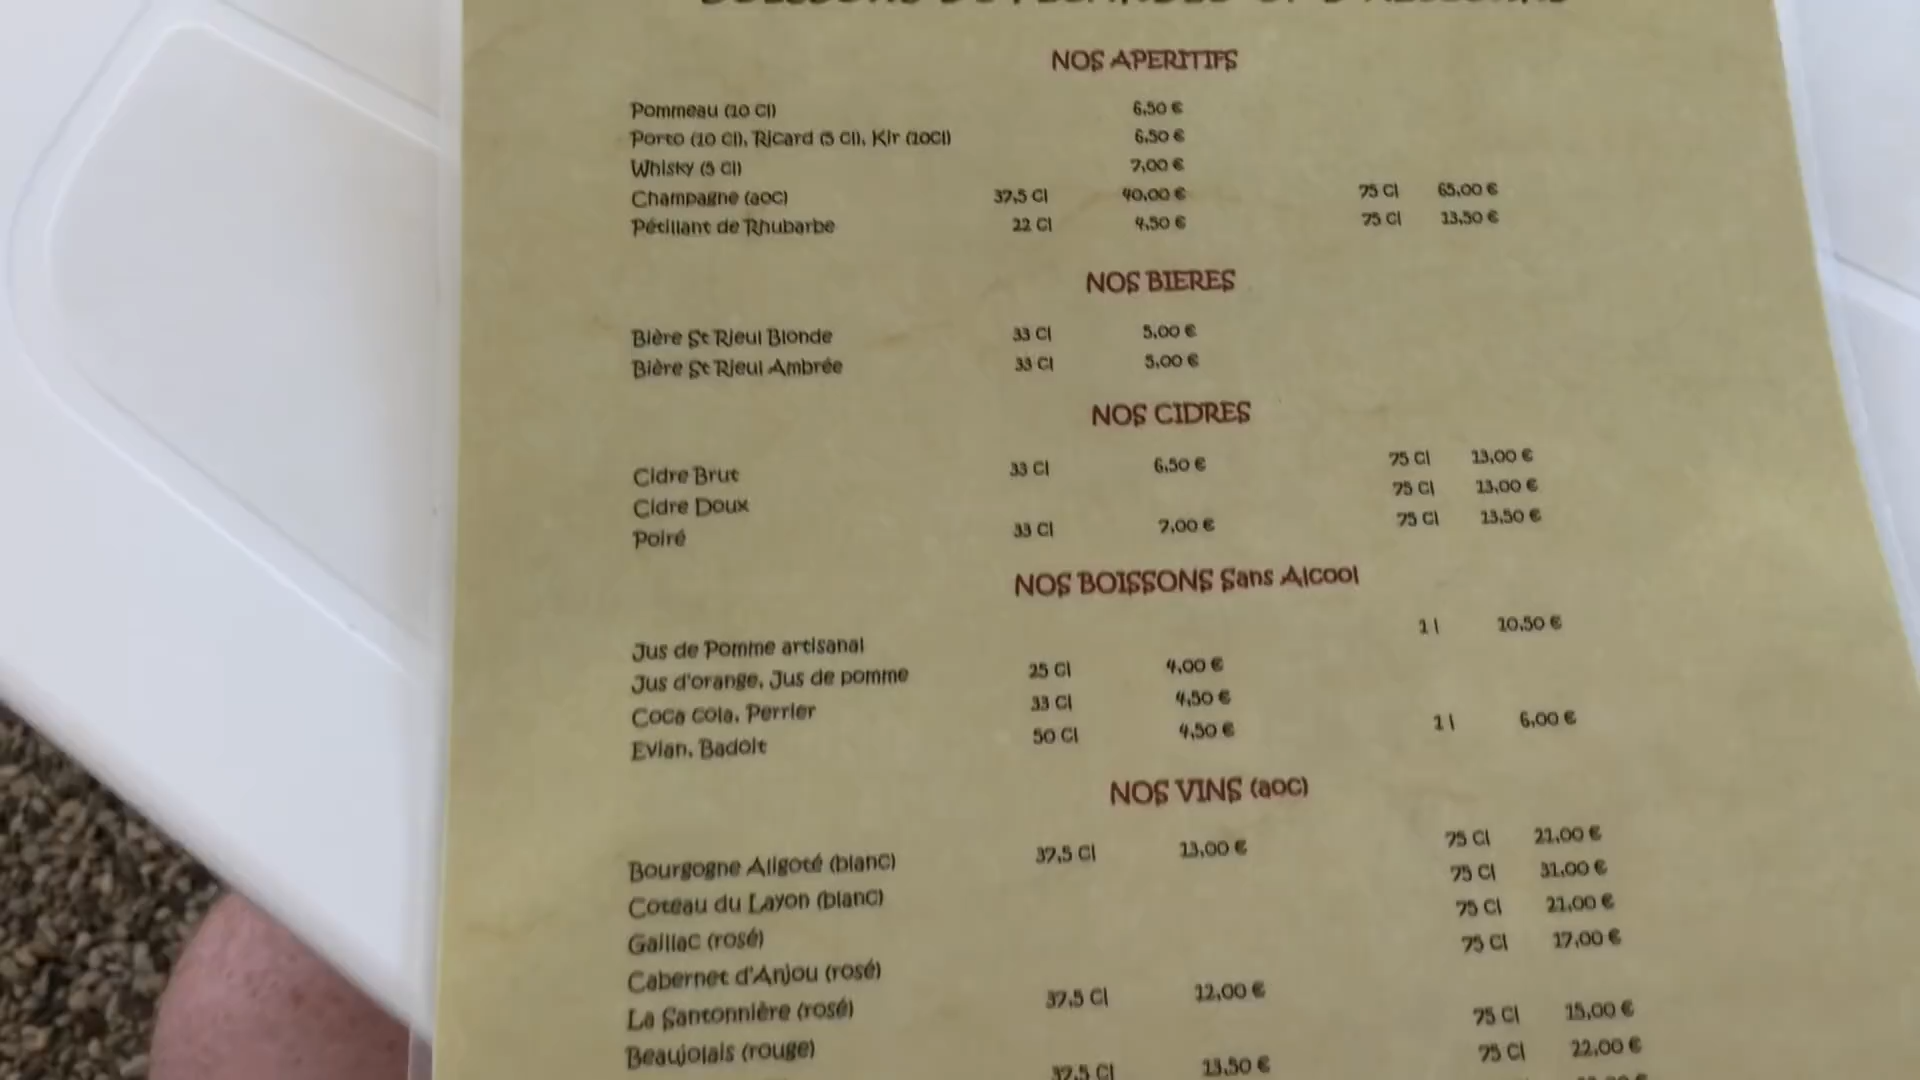 NOS APERITIFS
Pommeau (10 Cl) 6,50 €
Porto (10 Cl), Ricard (5 Cl), Kir (10Cl) 6,50 €
Whisky (5 Cl) 7,00 €
Champagne (aoc) 37,5 Cl 40,00 € 75 Cl 65,00 €
Pétillant de Rhubarbe 22 Cl 4,50 € 75 Cl 13,50 €
NOS BIERES
Bière St Rieul Blonde 33 Cl 5,00 €
Bière St Rieul Ambrée 33 Cl 5,00 €
NOS CIDRES
Cidre Brut 33 Cl 6,50 € 75 Cl 13,00 €
Cidre Doux 75 Cl 13,00 €
Poiré 33 Cl 7,00 € 75 Cl 13,50 €
NOS BOISSONS Sans Alcool
Jus de Pomme artisanal 1 l 10,50 €
Jus d'orange, Jus de pomme 25 Cl 4,00 €
Coca cola, Perrier 33 Cl 4,50 €
Evian, Badoit 50 Cl 4,50 € 1 l 6,00 €
NOS VINS (aoc)
Bourgogne Aligoté (blanc) 37,5 Cl 13,00 € 75 Cl 21,00 €
Coteau du Layon (blanc) 75 Cl 31,00 €
Gaillac (rosé) 75 Cl 21,00 €
Cabernet d'Anjou (rosé) 75 Cl 17,00 €
La Santonnière (rosé) 37,5 Cl 12,00 €
Beaujolais (rouge) 75 Cl 15,00 €
37,5 Cl 13,50 € 75 Cl 22,00 €